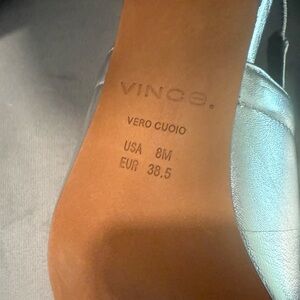 VINCE.
VERO CUOIO
USA 8M
EUR 38.5